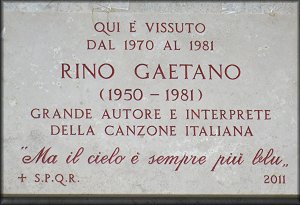 QUI È VISSUTO
DAL 1970 AL 1981
RINO GAETANO
(1950 – 1981)
GRANDE AUTORE E INTERPRETE
DELLA CANZONE ITALIANA
"Ma il cielo è sempre più blu„
+ S.P.Q.R. 2011